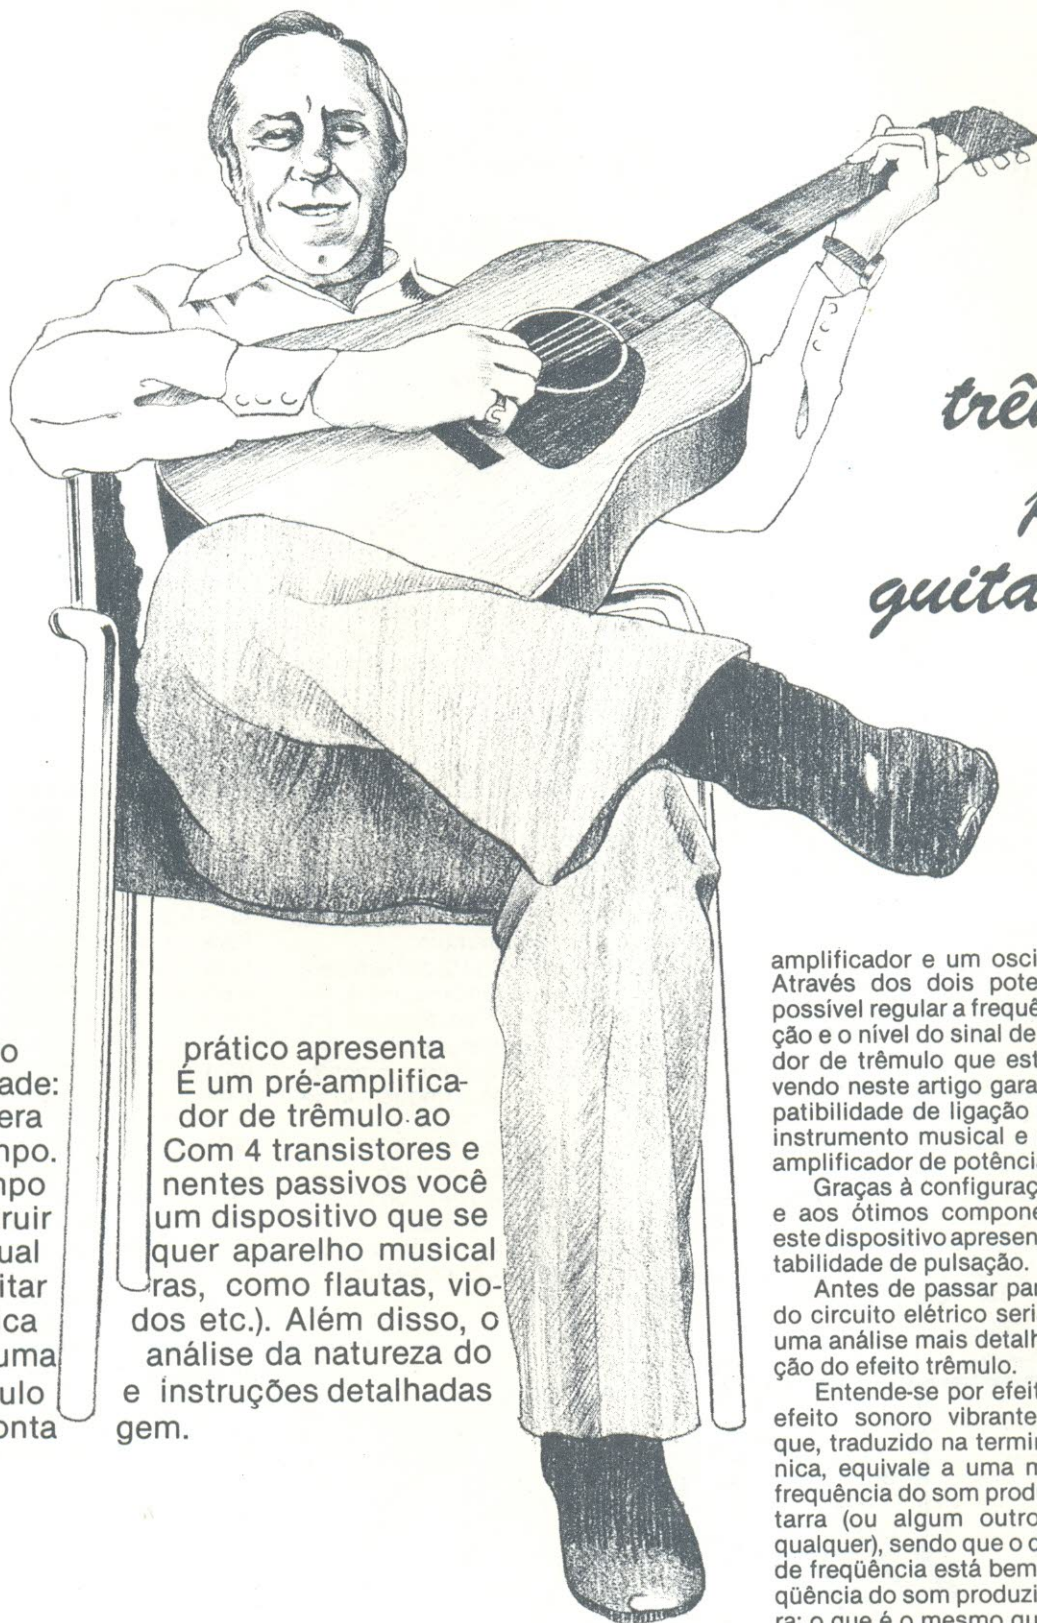 trê
p
guita
o
ade:
era
mpo.
mpo
ruir
ual
itar
ca
uma
ulo
onta
prático apresenta
É um pré-amplifica-
dor de trêmulo ao
Com 4 transistores e
nentes passivos você
um dispositivo que se
quer aparelho musical
ras, como flautas, vio-
dos etc.). Além disso, o
análise da natureza do
e instruções detalhadas
gem.
amplificador e um osci
Através dos dois pote
possível regular a frequê
ção e o nível do sinal de
dor de trêmulo que est
vendo neste artigo gara
patibilidade de ligação
instrumento musical e
amplificador de potênci
Graças à configuraç
e aos ótimos compone
este dispositivo apresen
tabilidade de pulsação.
Antes de passar par
do circuito elétrico seri
uma análise mais detalh
ção do efeito trêmulo.
Entende-se por efeit
efeito sonoro vibrante
que, traduzido na termin
nica, equivale a uma m
frequência do som prod
tarra (ou algum outro
qualquer), sendo que o d
de freqüência está bem
qüência do som produzi
ra; o que é o mesmo qu